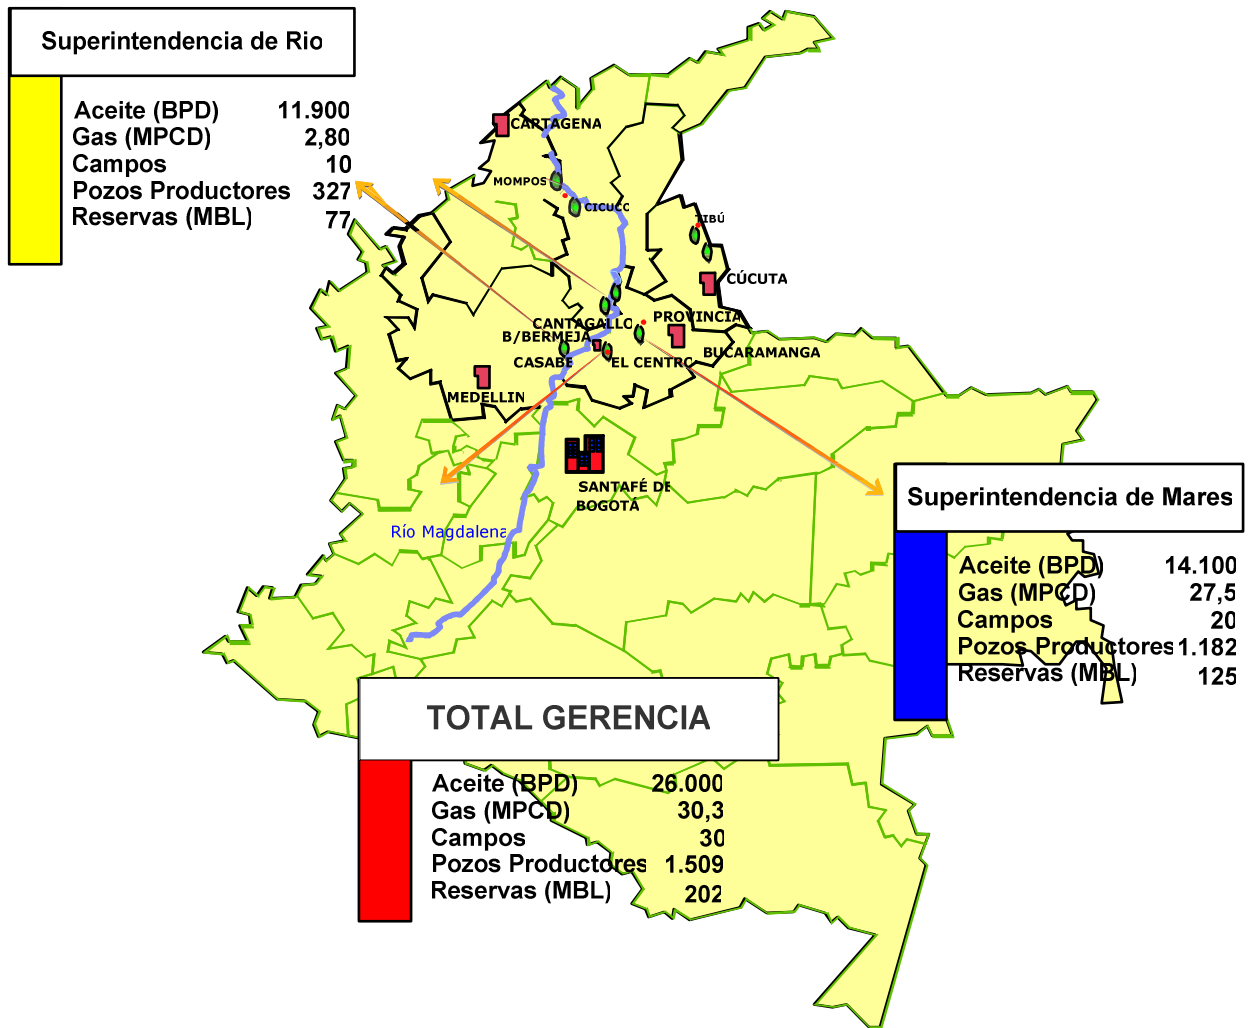 Superintendencia de Rio
Aceite (BPD) 11.900
Gas (MPCD) 2,80
Campos 10
Pozos Productores 327
Reservas (MBL) 77
CARTAGENA
MOMPOS
CICUCO
TIBÚ
CÚCUTA
PROVINCIA
CANTAGALLO
B/BERMEJA
BUCARAMANGA
CASABE
EL CENTRO
MEDELLIN
SANTAFÉ DE
BOGOTÁ
Río Magdalena
Superintendencia de Mares
Aceite (BPD) 14.100
Gas (MPCD) 27,5
Campos 20
Pozos Productores 1.182
Reservas (MBL) 125
TOTAL GERENCIA
Aceite (BPD) 26.000
Gas (MPCD) 30,3
Campos 30
Pozos Productores 1.509
Reservas (MBL) 202